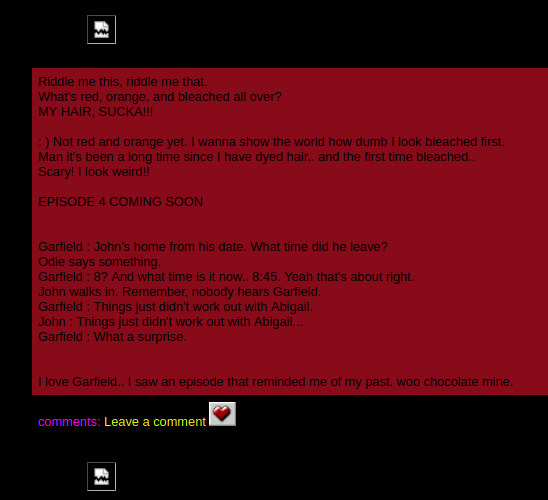 Riddle me this, riddle me that.
What's red, orange, and bleached all over?
MY HAIR, SUCKA!!!
: ) Not red and orange yet. I wanna show the world how dumb I look bleached first.
Man it's been a long time since I have dyed hair.. and the first time bleached..
Scary! I look weird!!
EPISODE 4 COMING SOON
Garfield : John's home from his date. What time did he leave?
Odie says something.
Garfield : 8? And what time is it now.. 8:45. Yeah that's about right.
John walks in. Remember, nobody hears Garfield.
Garfield : Things just didn't work out with Abigail.
John : Things just didn't work out with Abigail...
Garfield : What a surprise.
I love Garfield.. I saw an episode that reminded me of my past. woo chocolate mine.
comments: Leave a comment